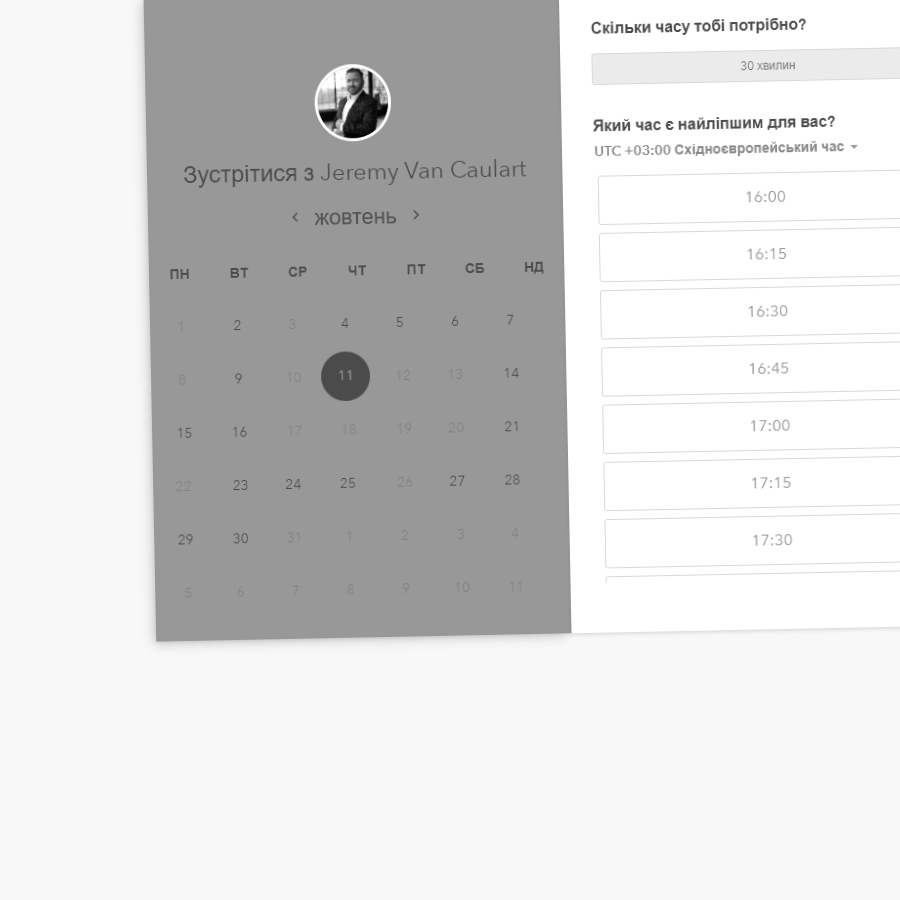 Зустрітися з Jeremy Van Caulart
жовтень
ПН ВТ СР ЧТ ПТ СБ НД
1 2 3 4 5 6 7
8 9 10 11 12 13 14
15 16 17 18 19 20 21
22 23 24 25 26 27 28
29 30 31 1 2 3 4
5 6 7 8 9 10 11
Скільки часу тобі потрібно?
30 хвилин
Який час є найліпшим для вас?
UTC +03:00 Східноєвропейський час
16:00
16:15
16:30
16:45
17:00
17:15
17:30